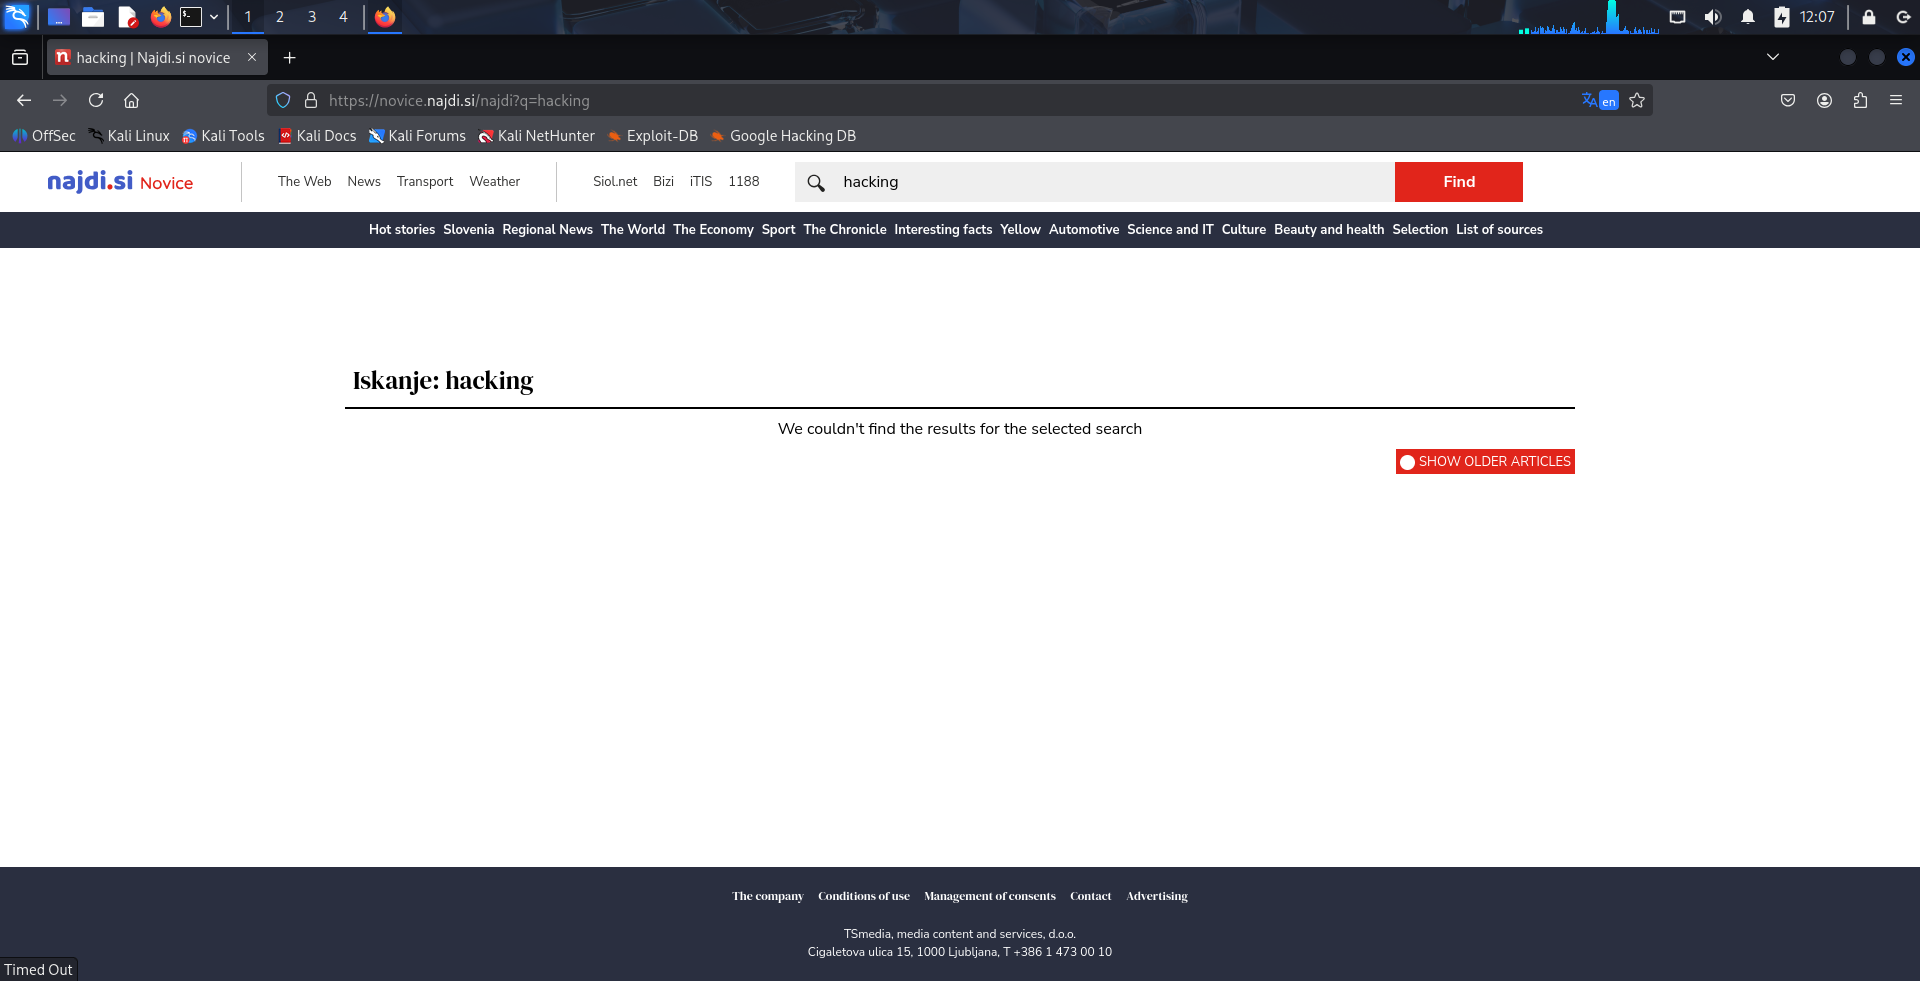 1 2 3 4 12:07
hacking | Najdi.si novice
https://novice.najdi.si/najdi?q=hacking en
OffSec Kali Linux Kali Tools Kali Docs Kali Forums Kali NetHunter Exploit-DB Google Hacking DB
najdi.si Novice The Web News Transport Weather Siol.net Bizi iTIS 1188 hacking Find
Hot stories Slovenia Regional News The World The Economy Sport The Chronicle Interesting facts Yellow Automotive Science and IT Culture Beauty and health Selection List of sources
Iskanje: hacking
We couldn't find the results for the selected search
SHOW OLDER ARTICLES
The company Conditions of use Management of consents Contact Advertising
TSmedia, media content and services, d.o.o.
Cigaletova ulica 15, 1000 Ljubljana, T +386 1 473 00 10
Timed Out